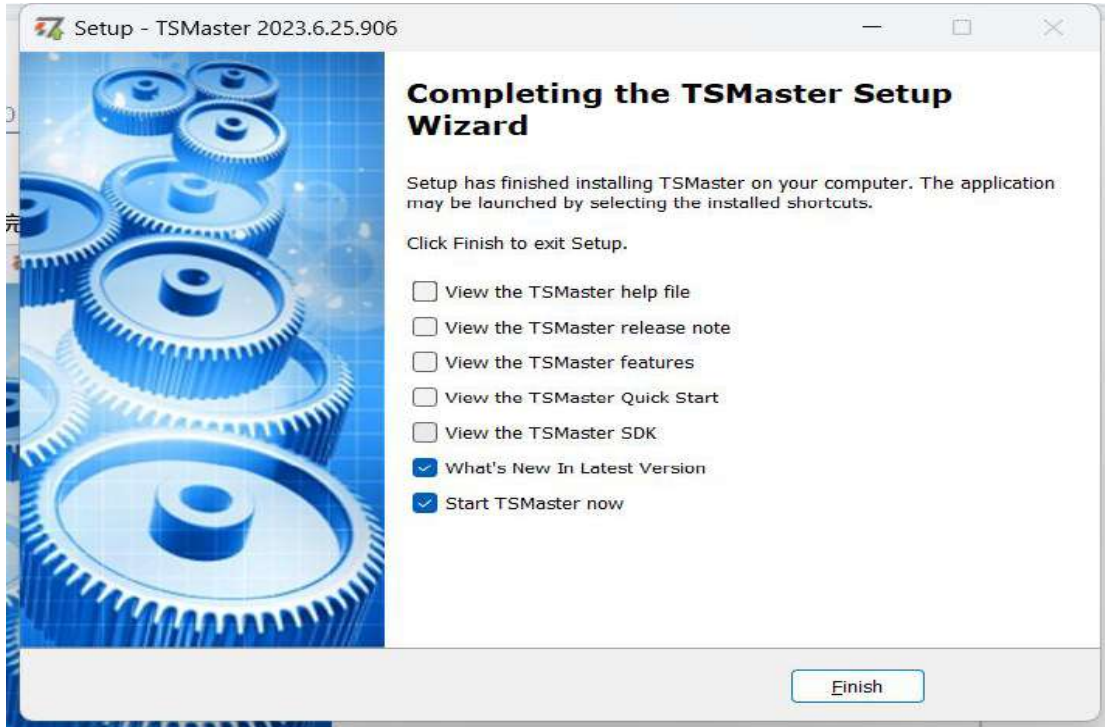 Setup - TSMaster 2023.6.25.906
Completing the TSMaster Setup
Wizard
Setup has finished installing TSMaster on your computer. The application
may be launched by selecting the installed shortcuts.
Click Finish to exit Setup.
View the TSMaster help file
View the TSMaster release note
View the TSMaster features
View the TSMaster Quick Start
View the TSMaster SDK
What's New In Latest Version
Start TSMaster now
Finish